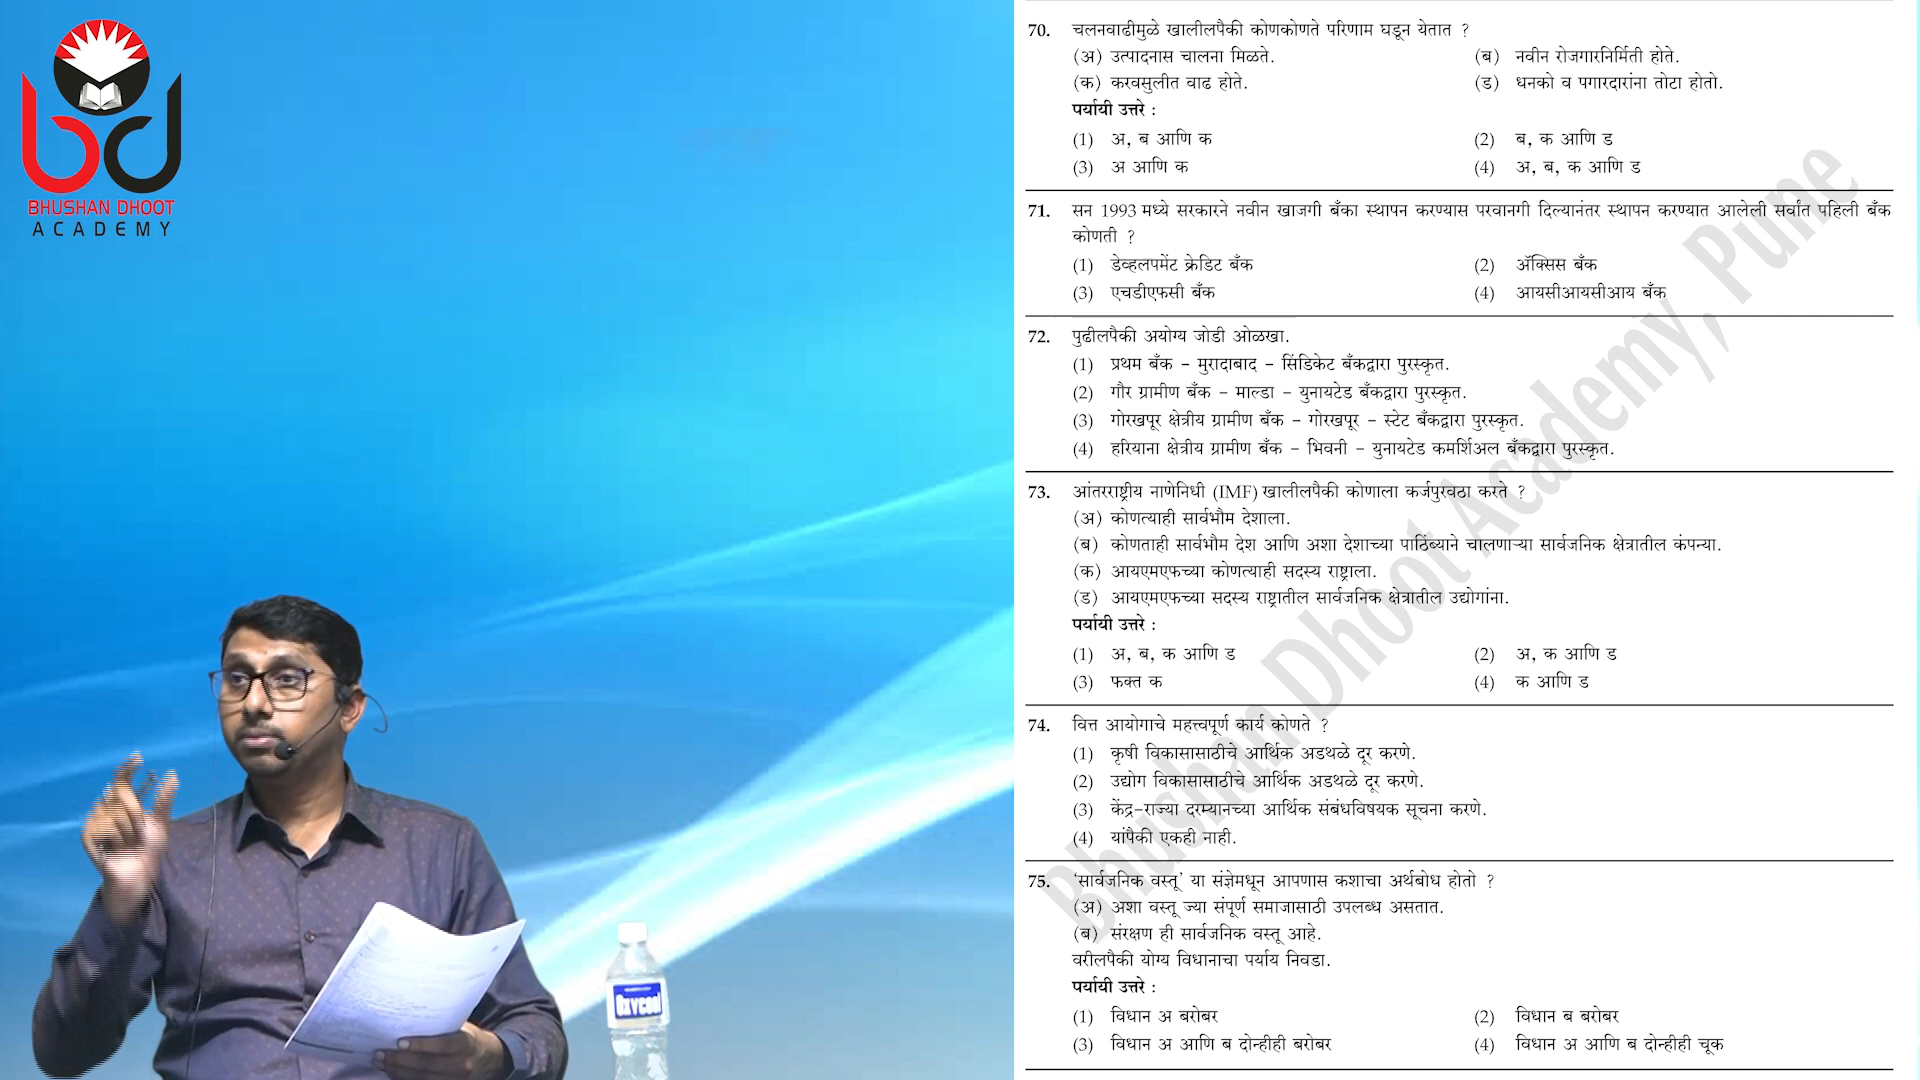 BHUSHAN DHOOT
ACADEMY
70. चलनवाढीमुळे खालीलपैकी कोणकोणते परिणाम घडून येतात ?
(अ) उत्पादनास चालना मिळते. (ब) नवीन रोजगारनिर्मिती होते.
(क) करवसुलीत वाढ होते. (ड) धनको व पगारदारांना तोटा होतो.
पर्यायी उत्तरे :
(1) अ, ब आणि क (2) ब, क आणि ड
(3) अ आणि क (4) अ, ब, क आणि ड
71. सन 1993 मध्ये सरकारने नवीन खाजगी बँका स्थापन करण्यास परवानगी दिल्यानंतर स्थापन करण्यात आलेली सर्वांत पहिली बँक
कोणती ?
(1) डेव्हलपमेंट क्रेडिट बँक (2) ॲक्सिस बँक
(3) एचडीएफसी बँक (4) आयसीआयसीआय बँक
72. पुढीलपैकी अयोग्य जोडी ओळखा.
(1) प्रथम बँक – मुरादाबाद – सिंडिकेट बँकद्वारा पुरस्कृत.
(2) गौर ग्रामीण बँक – माल्डा – युनायटेड बँकद्वारा पुरस्कृत.
(3) गोरखपूर क्षेत्रीय ग्रामीण बँक – गोरखपूर – स्टेट बँकद्वारा पुरस्कृत.
(4) हरियाना क्षेत्रीय ग्रामीण बँक – भिवनी – युनायटेड कमर्शिअल बँकद्वारा पुरस्कृत.
73. आंतरराष्ट्रीय नाणेनिधी (IMF) खालीलपैकी कोणाला कर्जपुरवठा करते ?
(अ) कोणत्याही सार्वभौम देशाला.
(ब) कोणताही सार्वभौम देश आणि अशा देशाच्या पाठिंब्याने चालणाऱ्या सार्वजनिक क्षेत्रातील कंपन्या.
(क) आयएमएफच्या कोणत्याही सदस्य राष्ट्राला.
(ड) आयएमएफच्या सदस्य राष्ट्रातील सार्वजनिक क्षेत्रातील उद्योगांना.
पर्यायी उत्तरे :
(1) अ, ब, क आणि ड (2) अ, क आणि ड
(3) फक्त क (4) क आणि ड
74. वित्त आयोगाचे महत्त्वपूर्ण कार्य कोणते ?
(1) कृषी विकासासाठीचे आर्थिक अडथळे दूर करणे.
(2) उद्योग विकासासाठीचे आर्थिक अडथळे दूर करणे.
(3) केंद्र-राज्या दरम्यानच्या आर्थिक संबंधविषयक सूचना करणे.
(4) यांपैकी एकही नाही.
75. 'सार्वजनिक वस्तू' या संज्ञेमधून आपणास कशाचा अर्थबोध होतो ?
(अ) अशा वस्तू ज्या संपूर्ण समाजासाठी उपलब्ध असतात.
(ब) संरक्षण ही सार्वजनिक वस्तू आहे.
वरीलपैकी योग्य विधानाचा पर्याय निवडा.
पर्यायी उत्तरे :
(1) विधान अ बरोबर (2) विधान ब बरोबर
(3) विधान अ आणि ब दोन्हीही बरोबर (4) विधान अ आणि ब दोन्हीही चूक
Bhushan Dhoot Academy, Pune
OXYCOOL